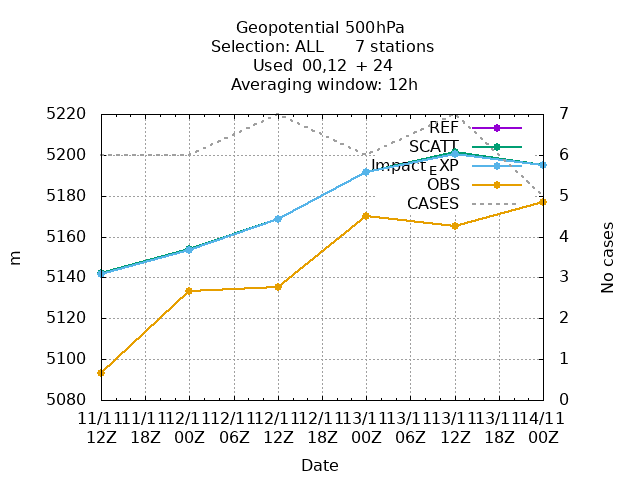 Geopotential 500hPa
Selection: ALL 7 stations
Used 00,12 + 24
Averaging window: 12h
5220
5200
5180
5160
5140
5120
5100
5080
m
7
6
5
4
3
2
1
0
No cases
REF
SCATT
Impact_EXP
OBS
CASES
11/11 11/11 12/11 12/11 12/11 12/11 13/11 13/11 13/11 13/11 14/11
12Z 18Z 00Z 06Z 12Z 18Z 00Z 06Z 12Z 18Z 00Z
Date